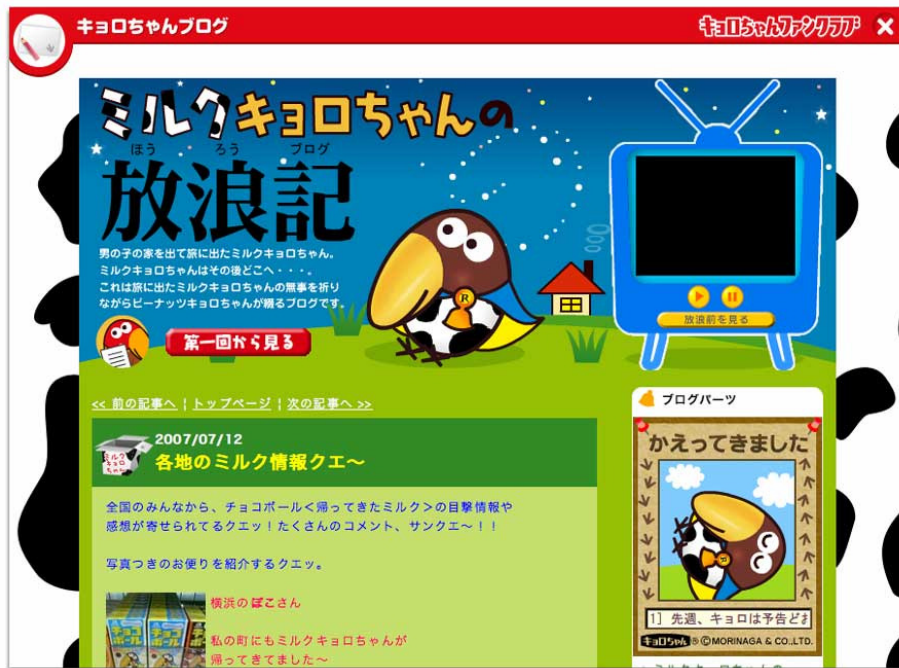 キョロちゃんブログ
キョロちゃんファンクラブ
ミルクキョロちゃんの
ほう ろう ブログ
放浪記
男の子の家を出て旅に出たミルクキョロちゃん。
ミルクキョロちゃんはその後どこへ・・・。
これは旅に出たミルクキョロちゃんの無事を祈り
ながらピーナッツキョロちゃんが綴るブログです。
第一回から見る
放浪前を見る
<< 前の記事へ ¦ トップページ ¦ 次の記事へ >>
2007/07/12
各地のミルク情報クエ〜
全国のみんなから、チョコボール<帰ってきたミルク>の目撃情報や
感想が寄せられてるクエッ！たくさんのコメント、サンクエ〜！！
写真つきのお便りを紹介するクエッ。
横浜のぽこさん
私の町にもミルクキョロちゃんが
帰ってきてました〜
チョコボール
ブログパーツ
かえってきました
1] 先週、キョロは予告どお
キョロちゃん® ©MORINAGA & CO.,LTD.